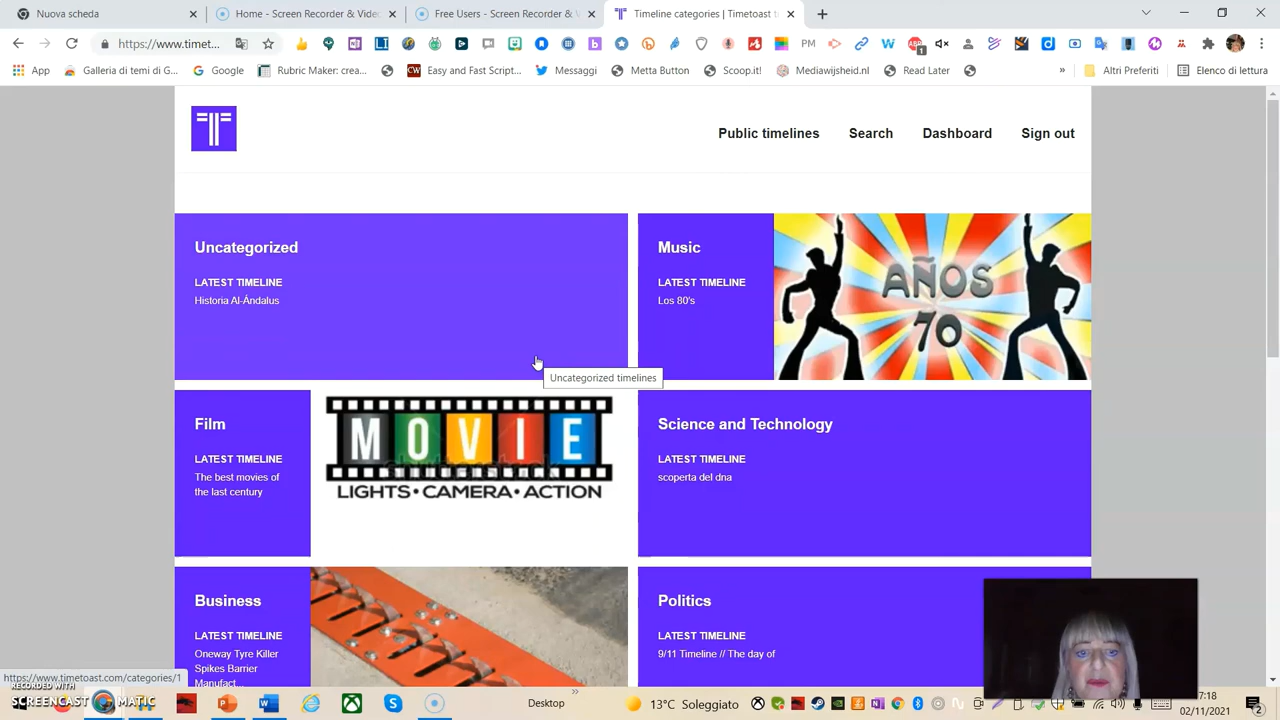 Nuova scheda
Home - Screen Recorder & Video
Free Users - Screen Recorder & V
Timeline categories | Timetoast t
https://www.timet...
PM
App
Galleria di temi di G...
Google
Rubric Maker: crea...
Easy and Fast Script...
Messaggi
Metta Button
Scoop.it!
Mediawijsheid.nl
Read Later
Altri Preferiti
Elenco di lettura
Public timelines
Search
Dashboard
Sign out
Uncategorized
LATEST TIMELINE
Historia Al-Ándalus
Uncategorized timelines
Music
LATEST TIMELINE
Los 80's
AÑOS
70
Film
LATEST TIMELINE
The best movies of
the last century
MOVIE
LIGHTS•CAMERA•ACTION
Science and Technology
LATEST TIMELINE
scoperta del dna
Business
LATEST TIMELINE
Oneway Tyre Killer
Spikes Barrier
Manufact...
Politics
LATEST TIMELINE
9/11 Timeline // The day of
https://www.timetoast.com/categories/1
RECORDED WITH
SCREENCAST MATIC
Desktop
13°C Soleggiato
17:18
02/11/2021